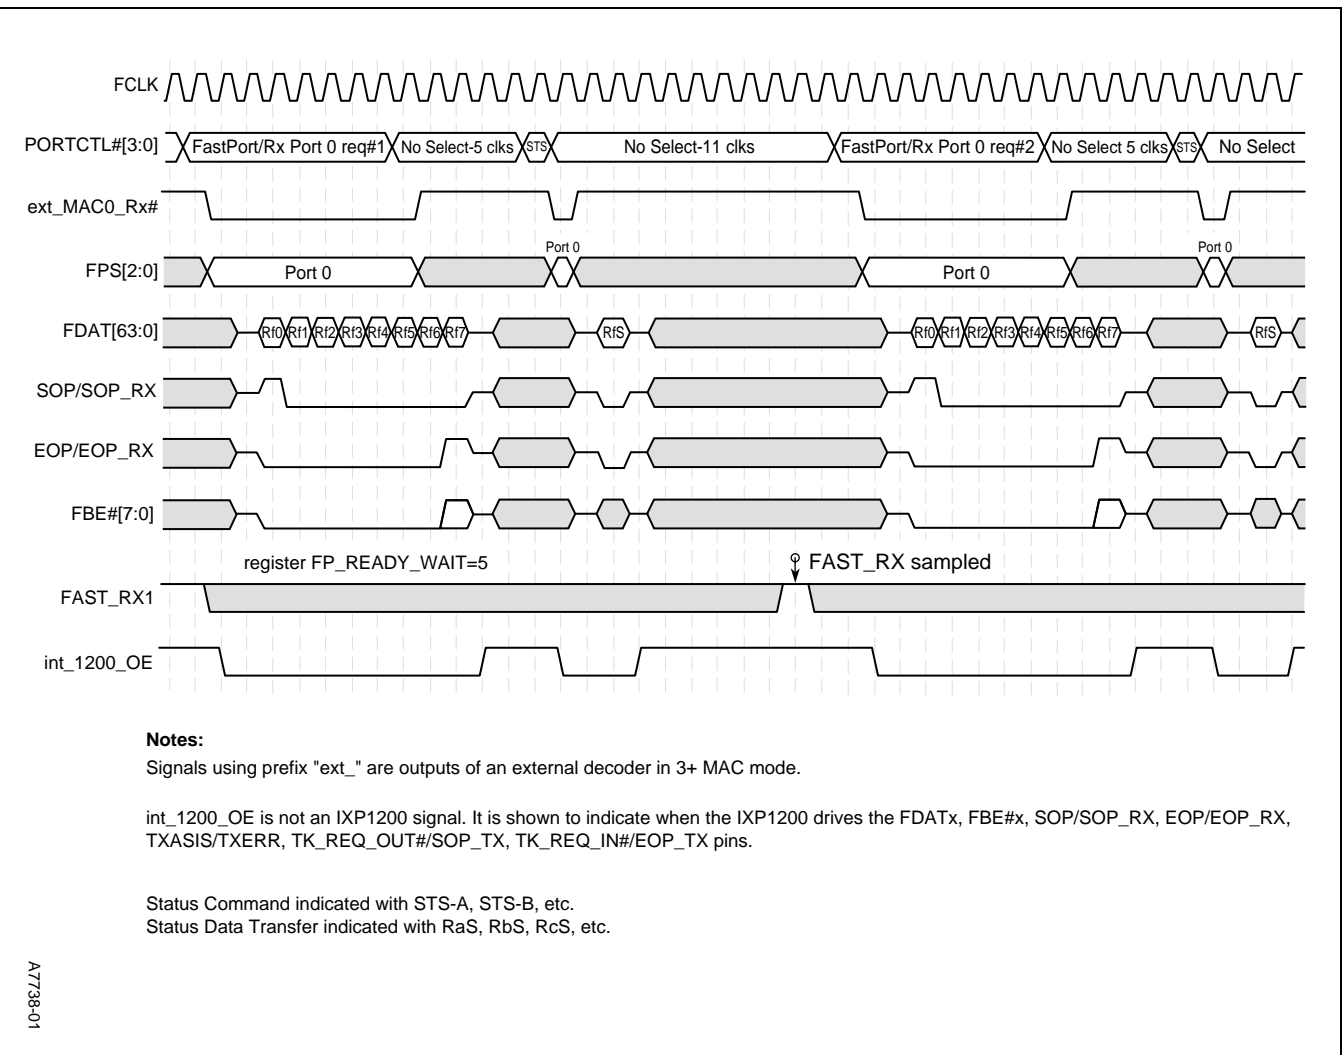 FCLK
PORTCTL#[3:0] FastPort/Rx Port 0 req#1 No Select-5 clks STS No Select-11 clks FastPort/Rx Port 0 req#2 No Select 5 clks STS No Select
ext_MAC0_Rx#
Port 0 Port 0
FPS[2:0] Port 0 Port 0
FDAT[63:0] Rf0 Rf1 Rf2 Rf3 Rf4 Rf5 Rf6 Rf7 RfS Rf0 Rf1 Rf2 Rf3 Rf4 Rf5 Rf6 Rf7 RfS
SOP/SOP_RX
EOP/EOP_RX
FBE#[7:0]
register FP_READY_WAIT=5 FAST_RX sampled
FAST_RX1
int_1200_OE
Notes:
Signals using prefix "ext_" are outputs of an external decoder in 3+ MAC mode.
int_1200_OE is not an IXP1200 signal. It is shown to indicate when the IXP1200 drives the FDATx, FBE#x, SOP/SOP_RX, EOP/EOP_RX,
TXASIS/TXERR, TK_REQ_OUT#/SOP_TX, TK_REQ_IN#/EOP_TX pins.
Status Command indicated with STS-A, STS-B, etc.
Status Data Transfer indicated with RaS, RbS, RcS, etc.
A7738-01